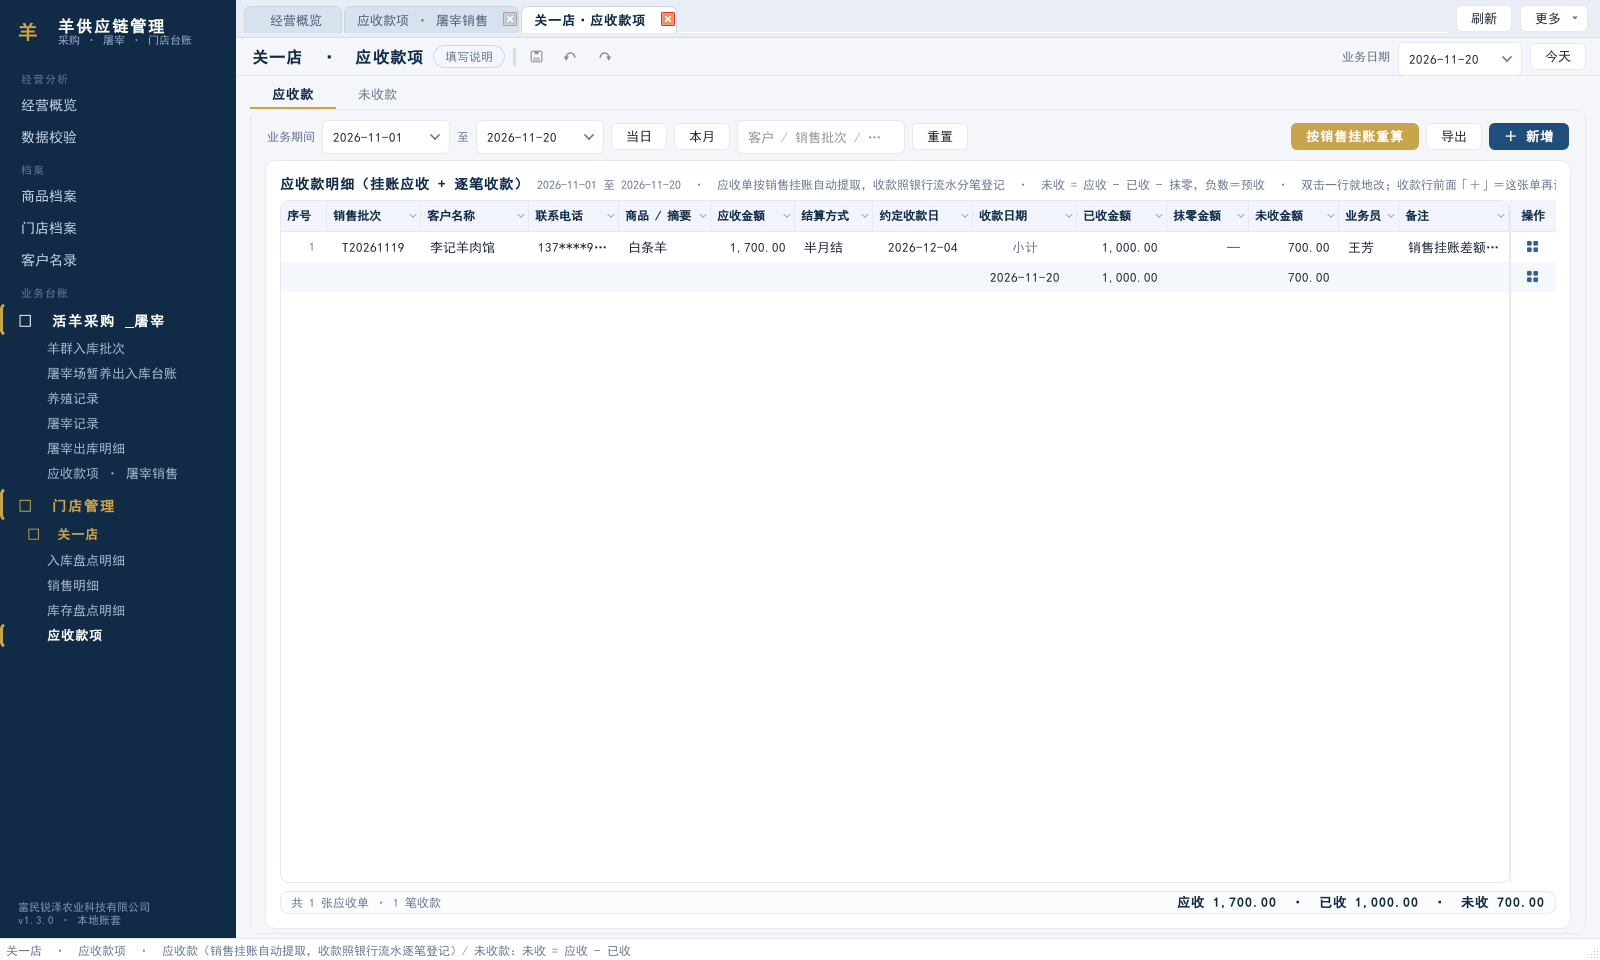 羊 羊供应链管理
采购 · 屠宰 · 门店台账
经营分析
经营概览
数据校验
档案
商品档案
门店档案
客户名录
业务台账
活羊采购 _屠宰
羊群入库批次
屠宰场暂养出入库台账
养殖记录
屠宰记录
屠宰出库明细
应收款项 · 屠宰销售
门店管理
关一店
入库盘点明细
销售明细
库存盘点明细
应收款项
富民锐泽农业科技有限公司
v1.3.0 · 本地账套
经营概览 应收款项 · 屠宰销售 关一店·应收款项 刷新 更多
关一店 · 应收款项 填写说明 业务日期 2026-11-20 今天
应收款 未收款
业务期间 2026-11-01 至 2026-11-20 当日 本月 客户 / 销售批次 / … 重置 按销售挂账重算 导出 ＋ 新增
应收款明细（挂账应收 + 逐笔收款） 2026-11-01 至 2026-11-20 · 应收单按销售挂账自动提取，收款照银行流水分笔登记 · 未收 = 应收 - 已收 - 抹零，负数＝预收 · 双击一行就地改；收款行前面「＋」＝这张单再
序号 销售批次 客户名称 联系电话 商品 / 摘要 应收金额 结算方式 约定收款日 收款日期 已收金额 抹零金额 未收金额 业务员 备注 操作
1 T20261119 李记羊肉馆 137****9… 白条羊 1,700.00 半月结 2026-12-04 小计 1,000.00 — 700.00 王芳 销售挂账差额…
2026-11-20 1,000.00 700.00
共 1 张应收单 · 1 笔收款 应收 1,700.00 · 已收 1,000.00 · 未收 700.00
关一店 · 应收款项 · 应收款（销售挂账自动提取，收款照银行流水逐笔登记）/ 未收款：未收 = 应收 - 已收